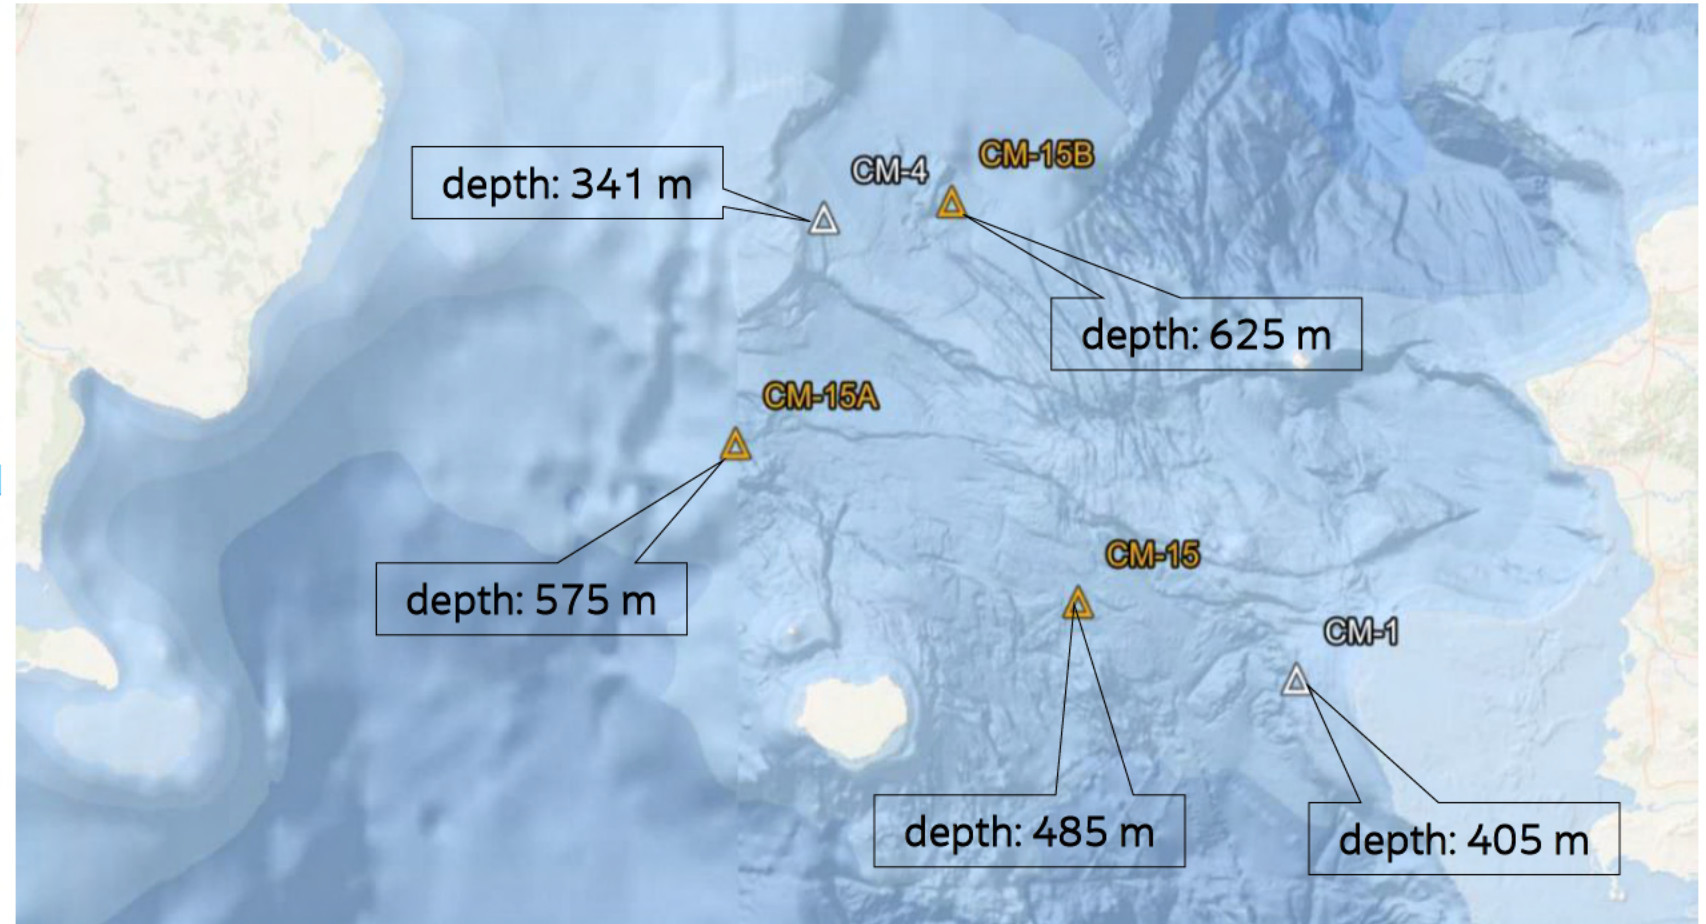 CM-15B
CM-4
depth: 341 m
depth: 625 m
CM-15A
CM-15
depth: 575 m
CM-1
depth: 485 m
depth: 405 m